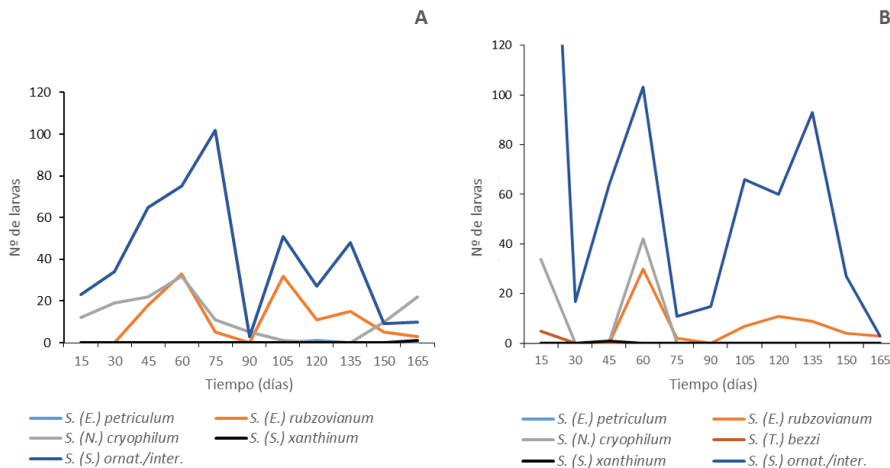 A
Nº de larvas
120
100
80
60
40
20
0
15 30 45 60 75 90 105 120 135 150 165
Tiempo (días)
S. (E.) petriculum
S. (E.) rubzovianum
S. (N.) cryophilum
S. (S.) xanthinum
S. (S.) ornat./inter.
B
Nº de larvas
120
100
80
60
40
20
0
15 30 45 60 75 90 105 120 135 150 165
Tiempo (días)
S. (E.) petriculum
S. (E.) rubzovianum
S. (N.) cryophilum
S. (T.) bezzi
S. (S.) xanthinum
S. (S.) ornat./inter.